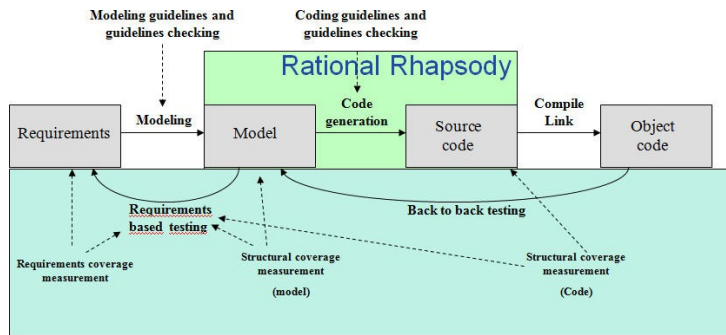 Modeling guidelines and
guidelines checking
Coding guidelines and
guidelines checking
Rational Rhapsody
Requirements
Modeling
Model
Code
generation
Source
code
Compile
Link
Object
code
Requirements
based testing
Back to back testing
Requirements coverage
measurement
Structural coverage
measurement
(model)
Structural coverage
measurement
(Code)